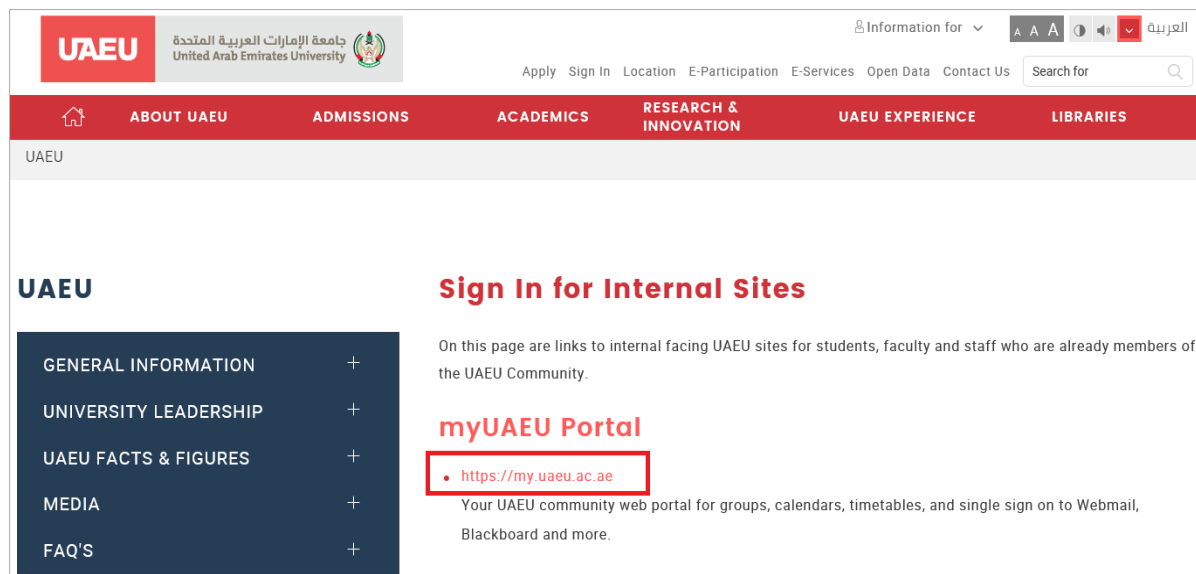 UAEU
جامعة الإمارات العربية المتحدة
United Arab Emirates University
Information for
A A A
العربية
Apply Sign In Location E-Participation E-Services Open Data Contact Us Search for
ABOUT UAEU ADMISSIONS ACADEMICS RESEARCH & INNOVATION UAEU EXPERIENCE LIBRARIES
UAEU
UAEU
GENERAL INFORMATION +
UNIVERSITY LEADERSHIP +
UAEU FACTS & FIGURES +
MEDIA +
FAQ'S +
Sign In for Internal Sites
On this page are links to internal facing UAEU sites for students, faculty and staff who are already members of
the UAEU Community.
myUAEU Portal
• https://my.uaeu.ac.ae
Your UAEU community web portal for groups, calendars, timetables, and single sign on to Webmail,
Blackboard and more.